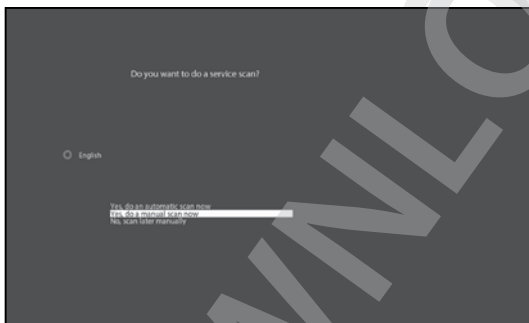 Do you want to do a service scan?
English
Yes, do an automatic scan now
Yes, do a manual scan now
No, scan later manually
WNLO